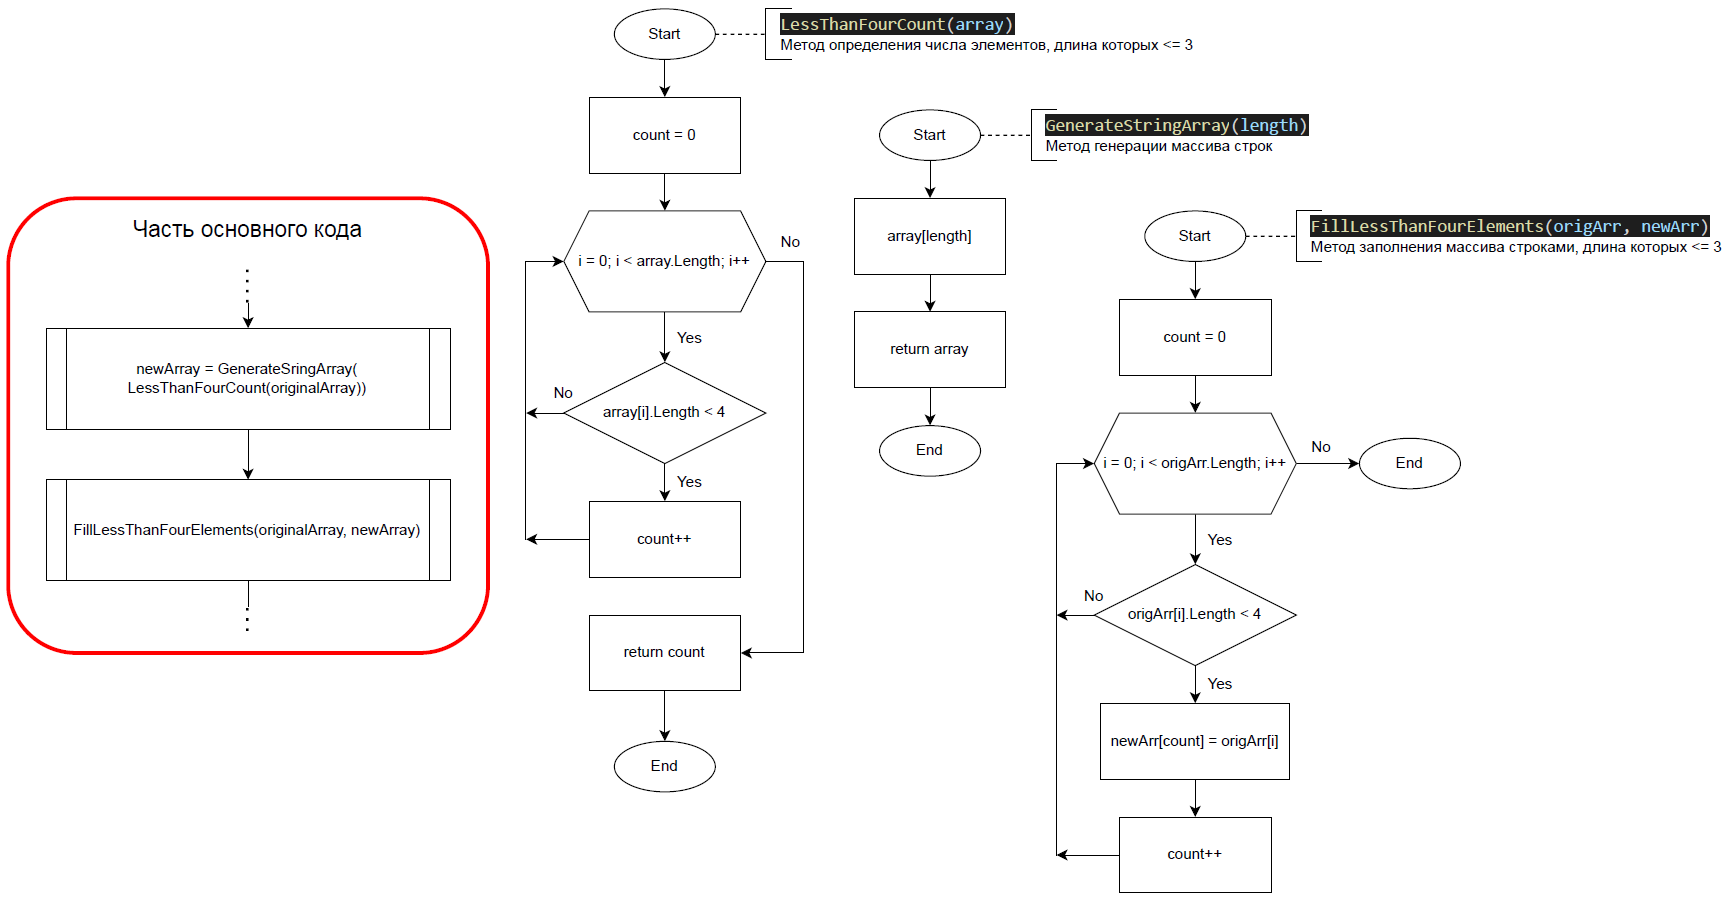 Часть основного кода
newArray = GenerateSringArray(
LessThanFourCount(originalArray))
FillLessThanFourElements(originalArray, newArray)
Start
LessThanFourCount(array)
Метод определения числа элементов, длина которых <= 3
count = 0
i = 0; i < array.Length; i++
No
Yes
array[i].Length < 4
No
Yes
count++
return count
End
Start
GenerateStringArray(length)
Метод генерации массива строк
array[length]
return array
End
Start
FillLessThanFourElements(origArr, newArr)
Метод заполнения массива строками, длина которых <= 3
count = 0
i = 0; i < origArr.Length; i++
No
End
Yes
origArr[i].Length < 4
No
Yes
newArr[count] = origArr[i]
count++